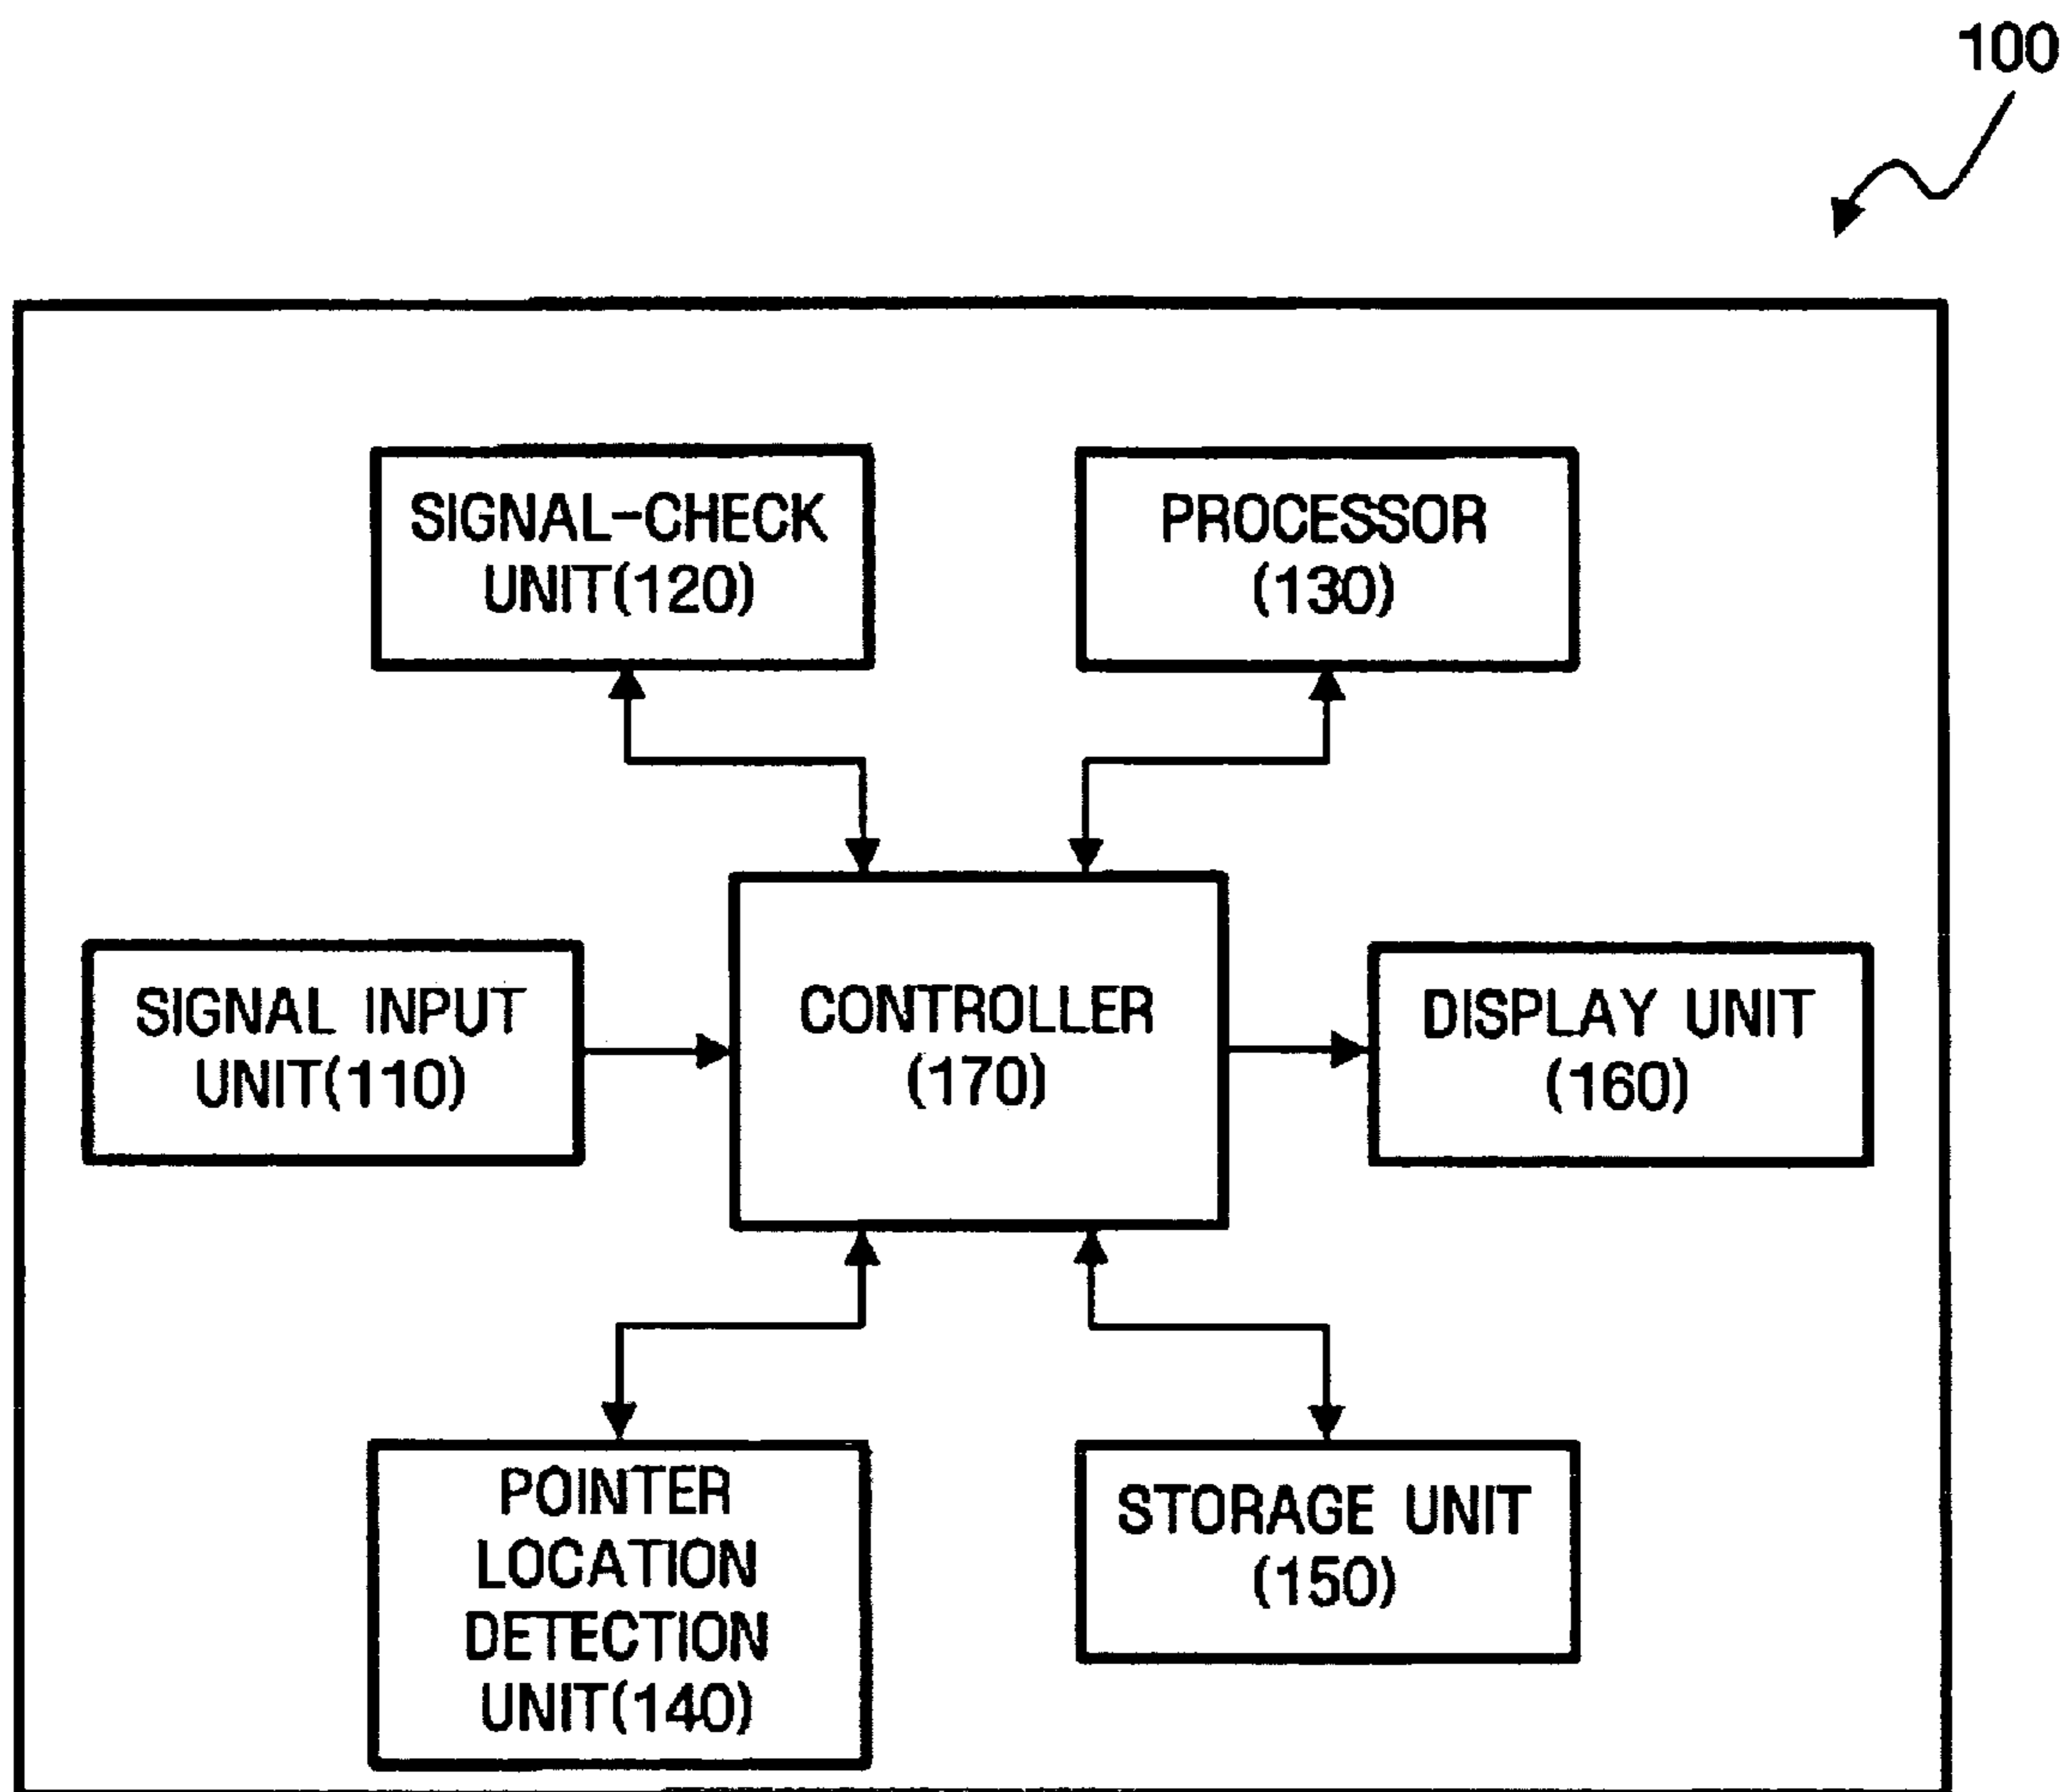 100
SIGNAL-CHECK
UNIT(120)
PROCESSOR
(130)
SIGNAL INPUT
UNIT(110)
CONTROLLER
(170)
DISPLAY UNIT
(160)
POINTER
LOCATION
DETECTION
UNIT(140)
STORAGE UNIT
(150)